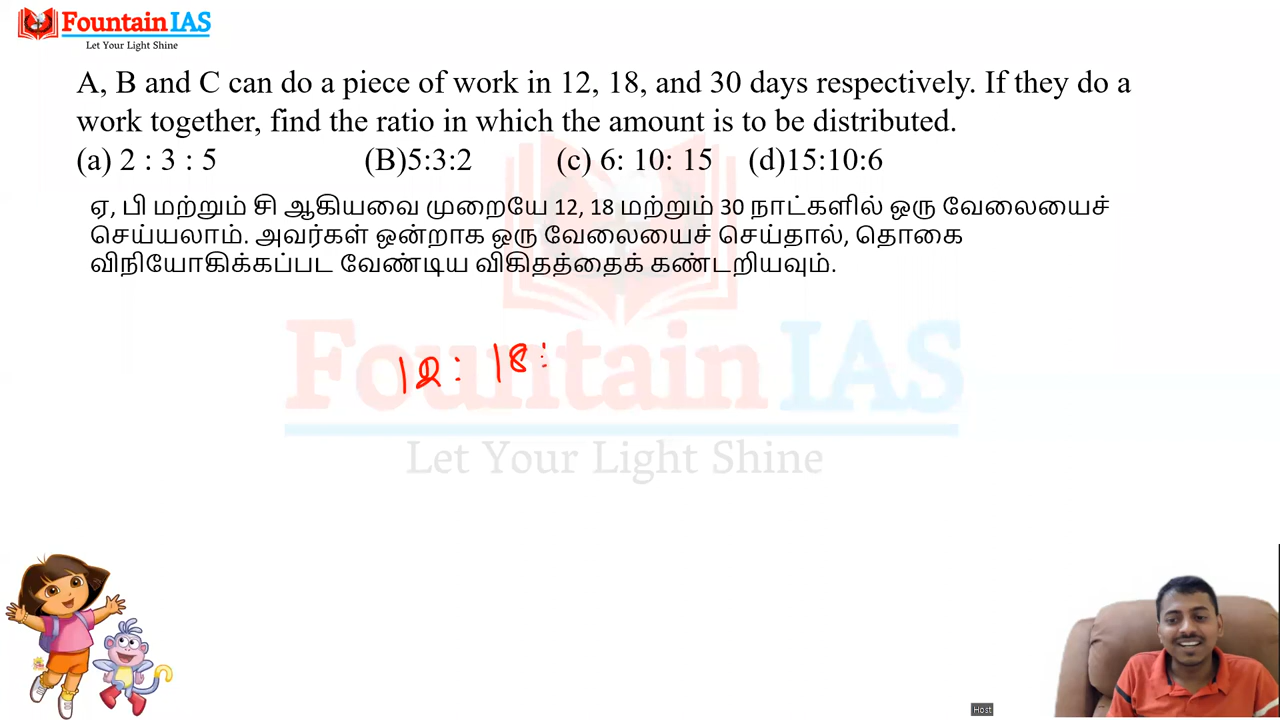 Fountain IAS
Let Your Light Shine
A, B and C can do a piece of work in 12, 18, and 30 days respectively. If they do a
work together, find the ratio in which the amount is to be distributed.
(a) 2 : 3 : 5 (B)5:3:2 (c) 6: 10: 15 (d)15:10:6
ஏ, பி மற்றும் சி ஆகியவை முறையே 12, 18 மற்றும் 30 நாட்களில் ஒரு வேலையைச்
செய்யலாம். அவர்கள் ஒன்றாக ஒரு வேலையைச் செய்தால், தொகை
விநியோகிக்கப்பட வேண்டிய விகிதத்தைக் கண்டறியவும்.
12 : 18 :
Fountain IAS
Let Your Light Shine
Host